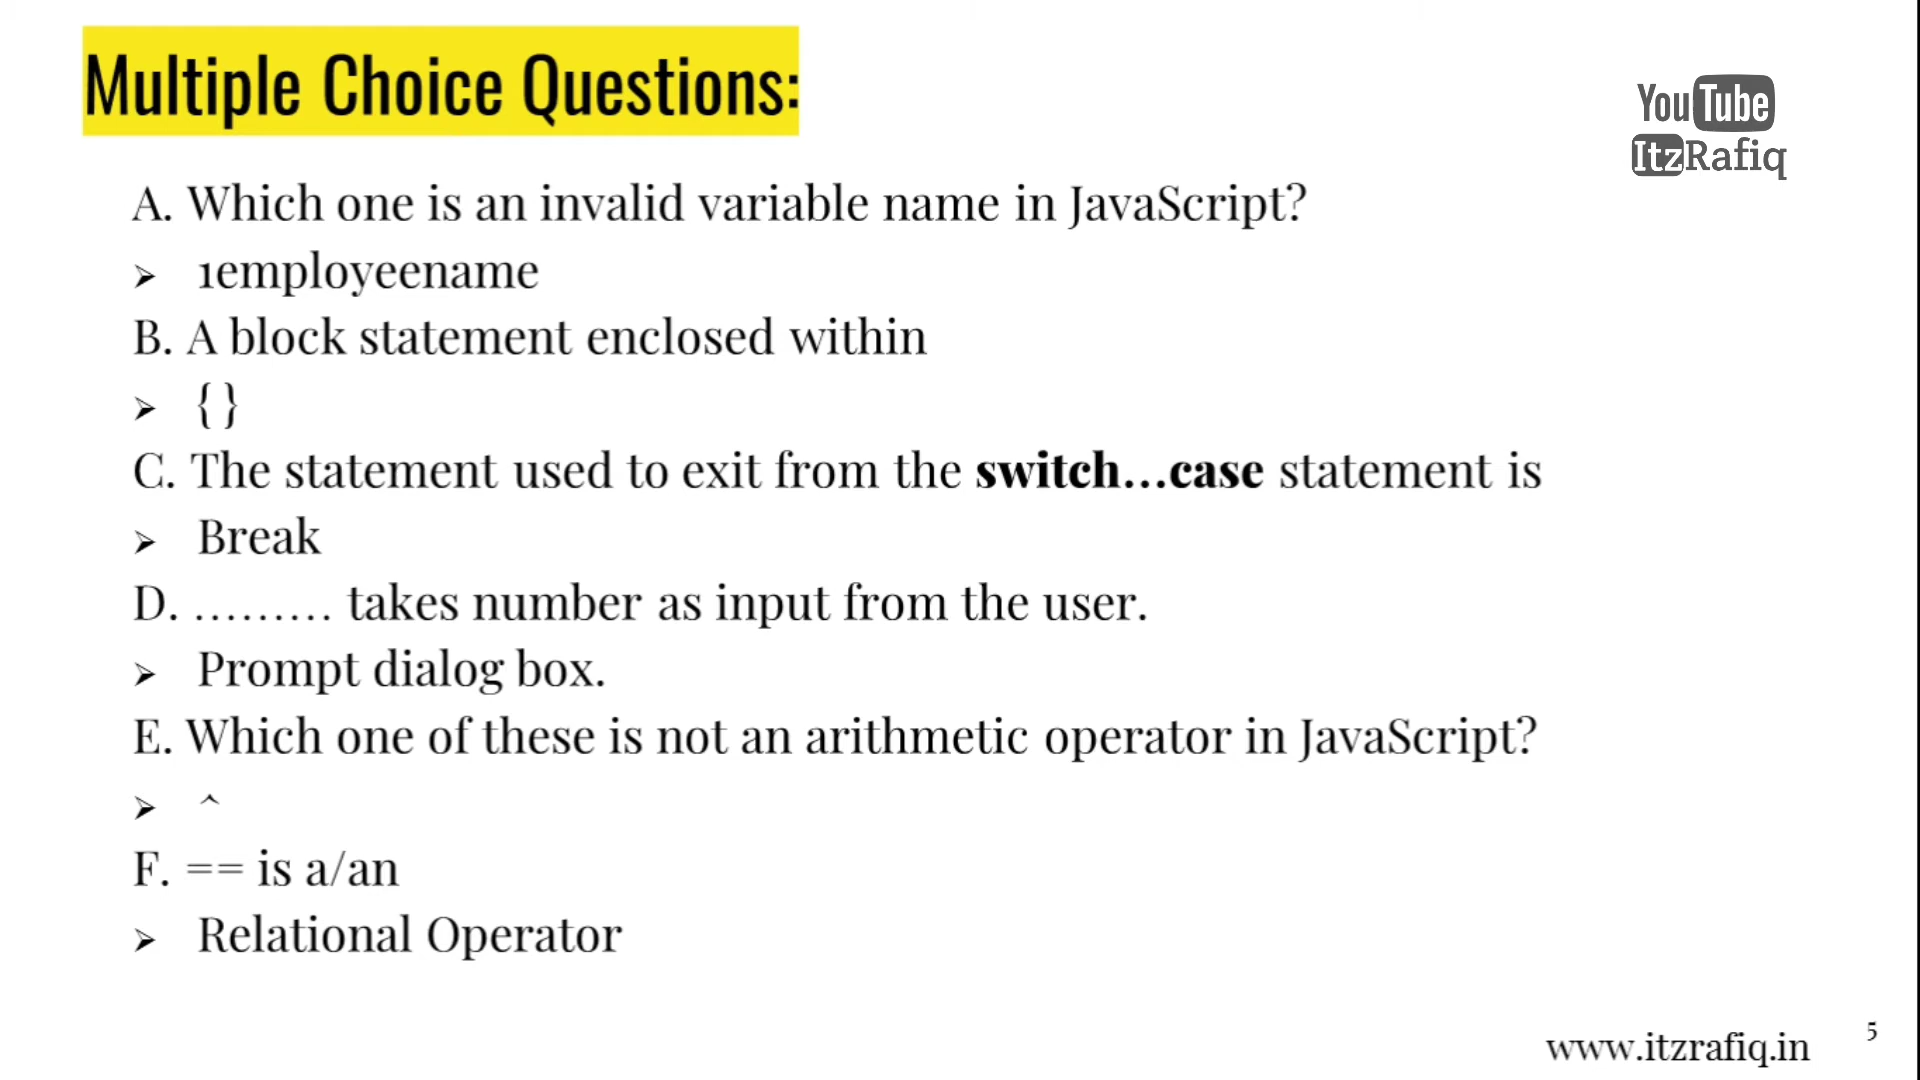 Multiple Choice Questions:
YouTube
ItzRafiq
A. Which one is an invalid variable name in JavaScript?
➢ 1employeename
B. A block statement enclosed within
➢ { }
C. The statement used to exit from the switch...case statement is
➢ Break
D. ......... takes number as input from the user.
➢ Prompt dialog box.
E. Which one of these is not an arithmetic operator in JavaScript?
➢ ^
F. == is a/an
➢ Relational Operator
www.itzrafiq.in
5